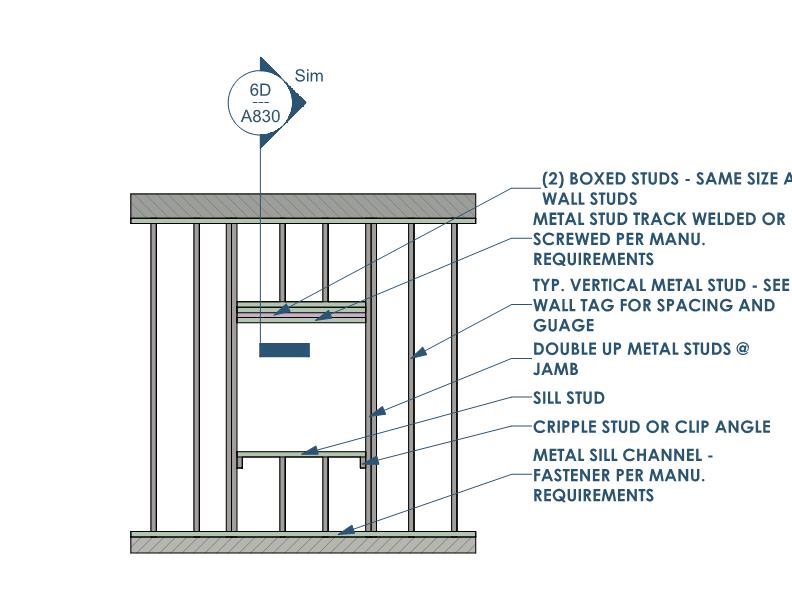 Sim
6D
---
A830
(2) BOXED STUDS - SAME SIZE A
WALL STUDS
METAL STUD TRACK WELDED OR
SCREWED PER MANU.
REQUIREMENTS
TYP. VERTICAL METAL STUD - SEE
WALL TAG FOR SPACING AND
GUAGE
DOUBLE UP METAL STUDS @
JAMB
SILL STUD
CRIPPLE STUD OR CLIP ANGLE
METAL SILL CHANNEL -
FASTENER PER MANU.
REQUIREMENTS